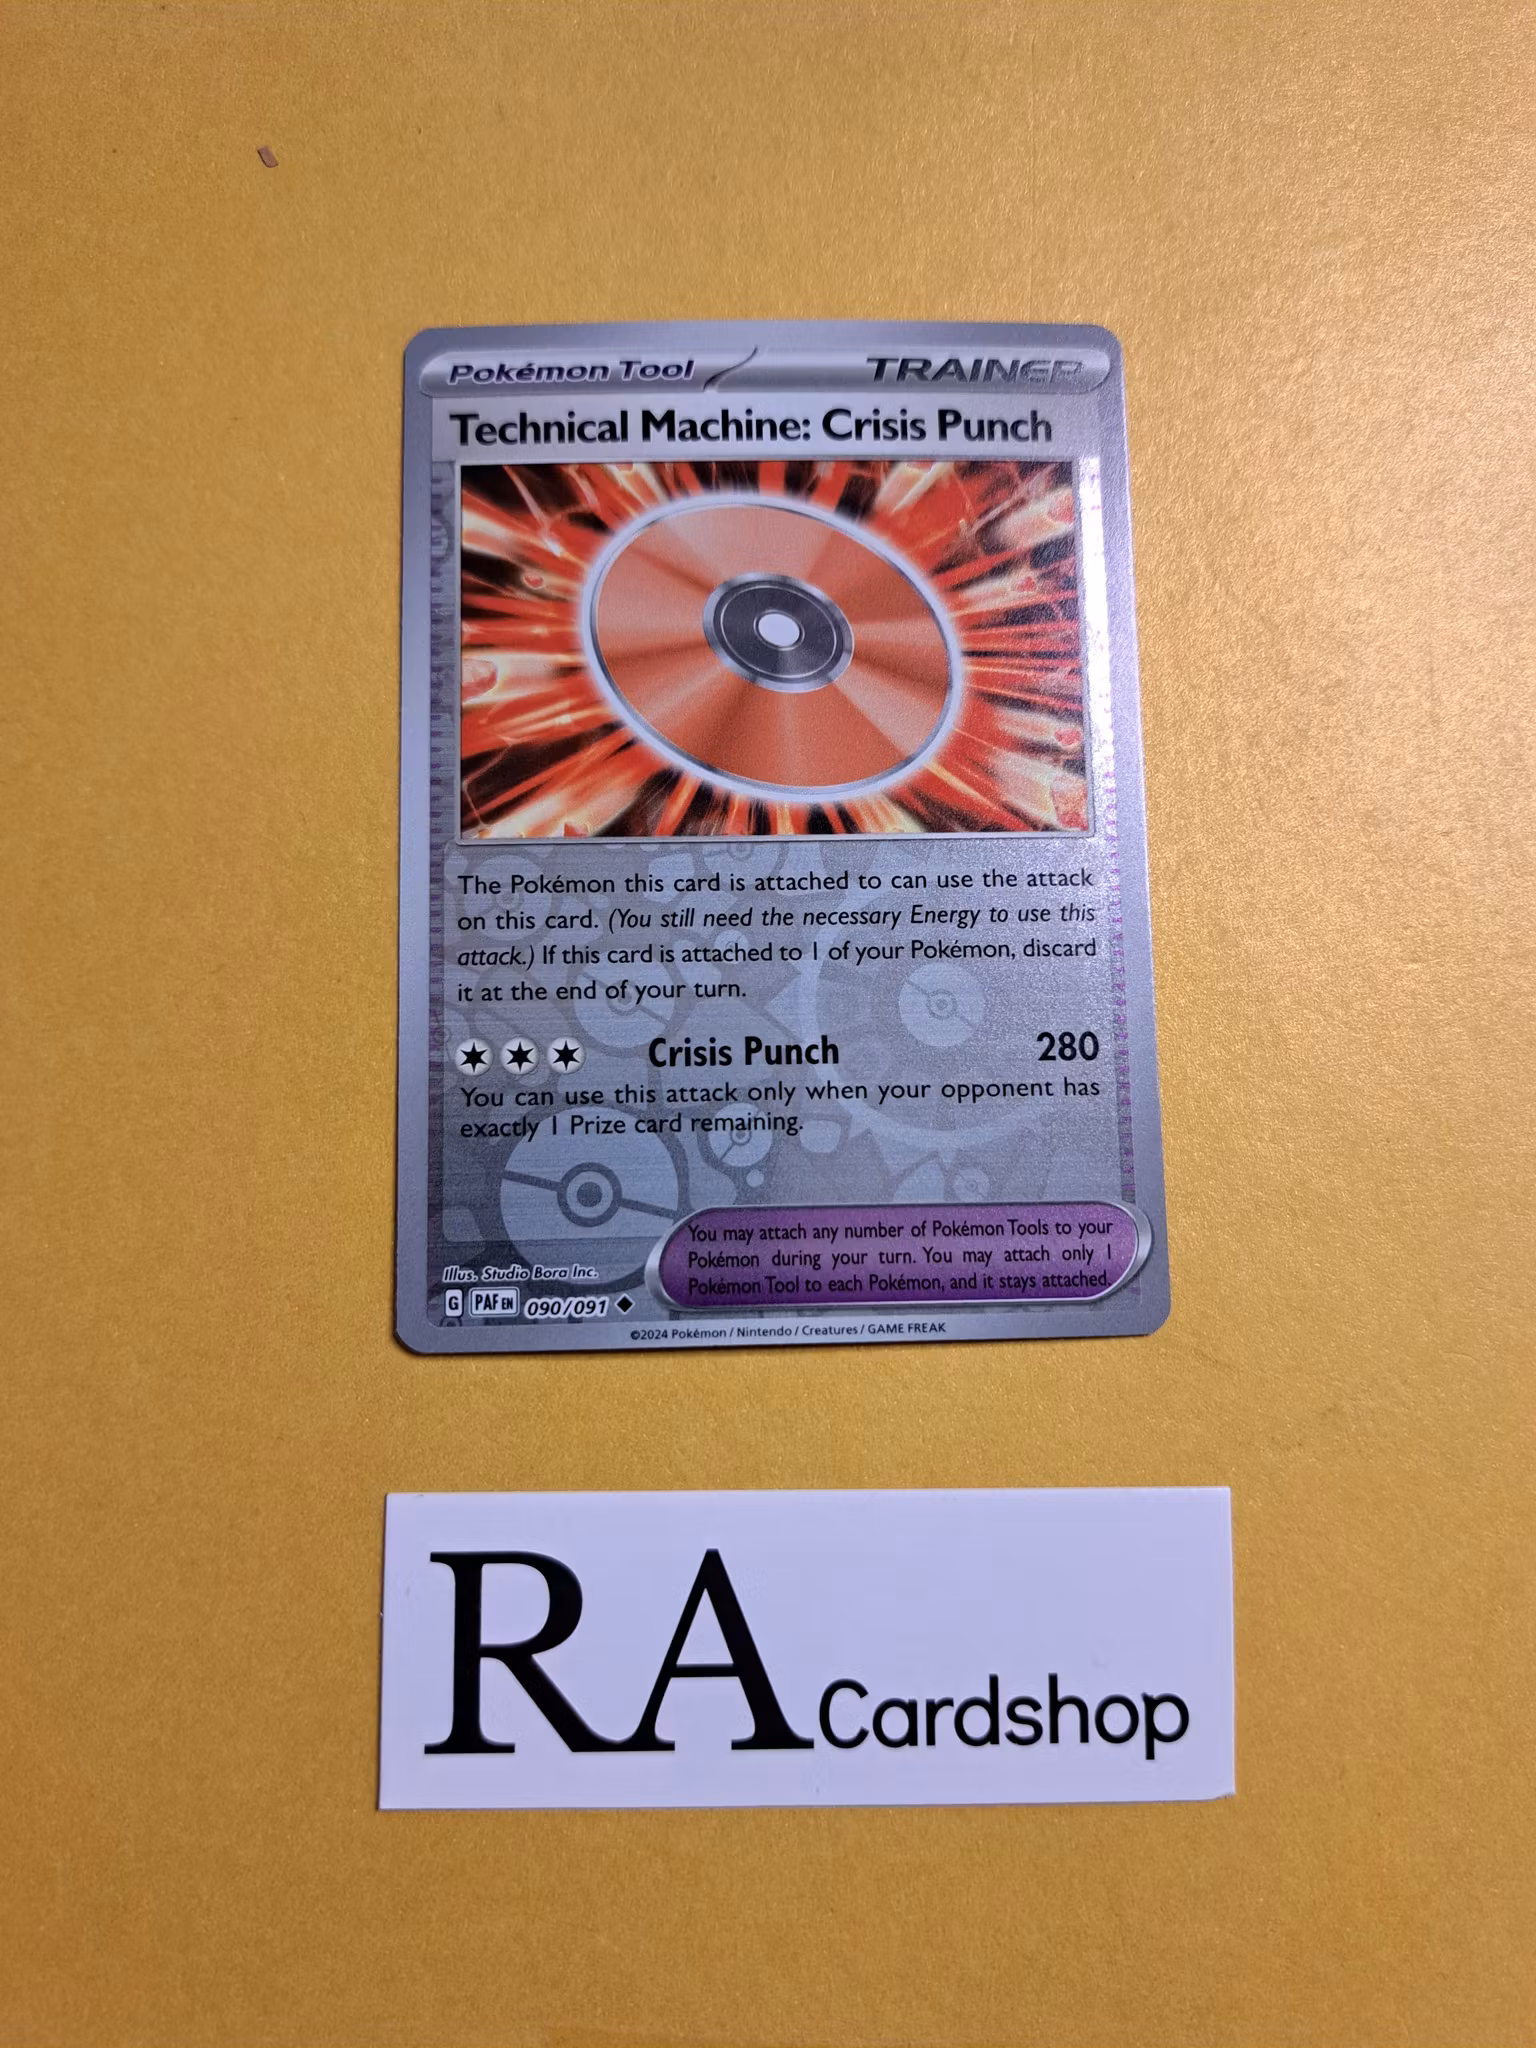 Pokémon Tool TRAINER
Technical Machine: Crisis Punch
The Pokémon this card is attached to can use the attack
on this card. (You still need the necessary Energy to use this
attack.) If this card is attached to 1 of your Pokémon, discard
it at the end of your turn.
Crisis Punch 280
You can use this attack only when your opponent has
exactly 1 Prize card remaining.
You may attach any number of Pokémon Tools to your
Pokémon during your turn. You may attach only 1
Pokémon Tool to each Pokémon, and it stays attached.
Illus. Studio Bora Inc.
G PAF EN 090/091
©2024 Pokémon / Nintendo / Creatures / GAME FREAK
RA Cardshop